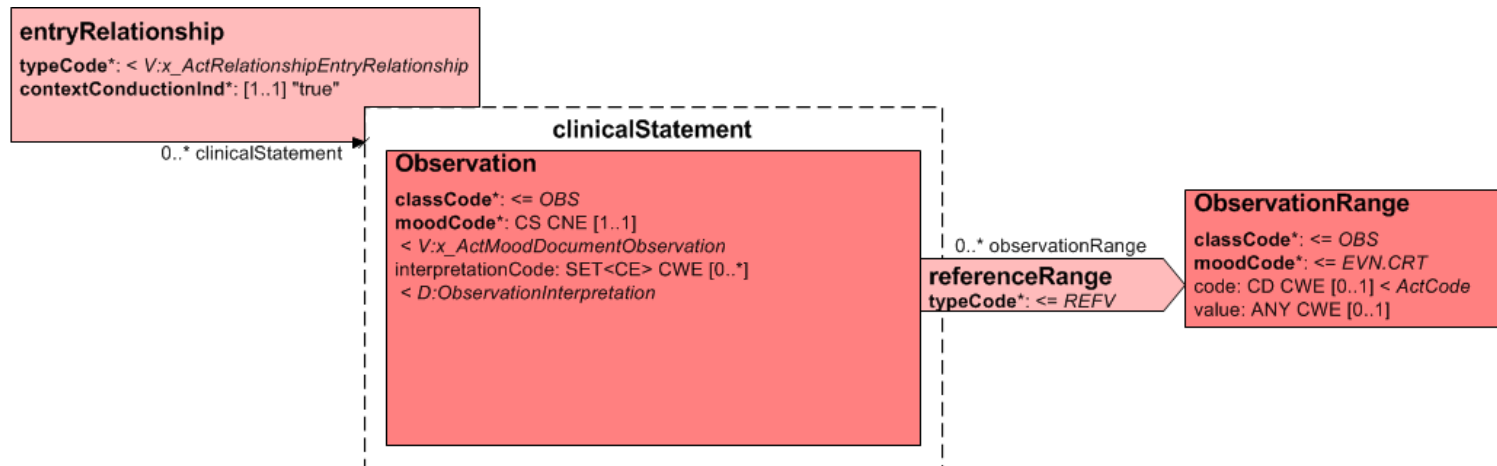 entryRelationship
typeCode*: < V:x_ActRelationshipEntryRelationship
contextConductionInd*: [1..1] "true"
0..* clinicalStatement
clinicalStatement
Observation
classCode*: <= OBS
moodCode*: CS CNE [1..1]
< V:x_ActMoodDocumentObservation
interpretationCode: SET<CE> CWE [0..*]
< D:ObservationInterpretation
0..* observationRange
referenceRange
typeCode*: <= REFV
ObservationRange
classCode*: <= OBS
moodCode*: <= EVN.CRT
code: CD CWE [0..1] < ActCode
value: ANY CWE [0..1]